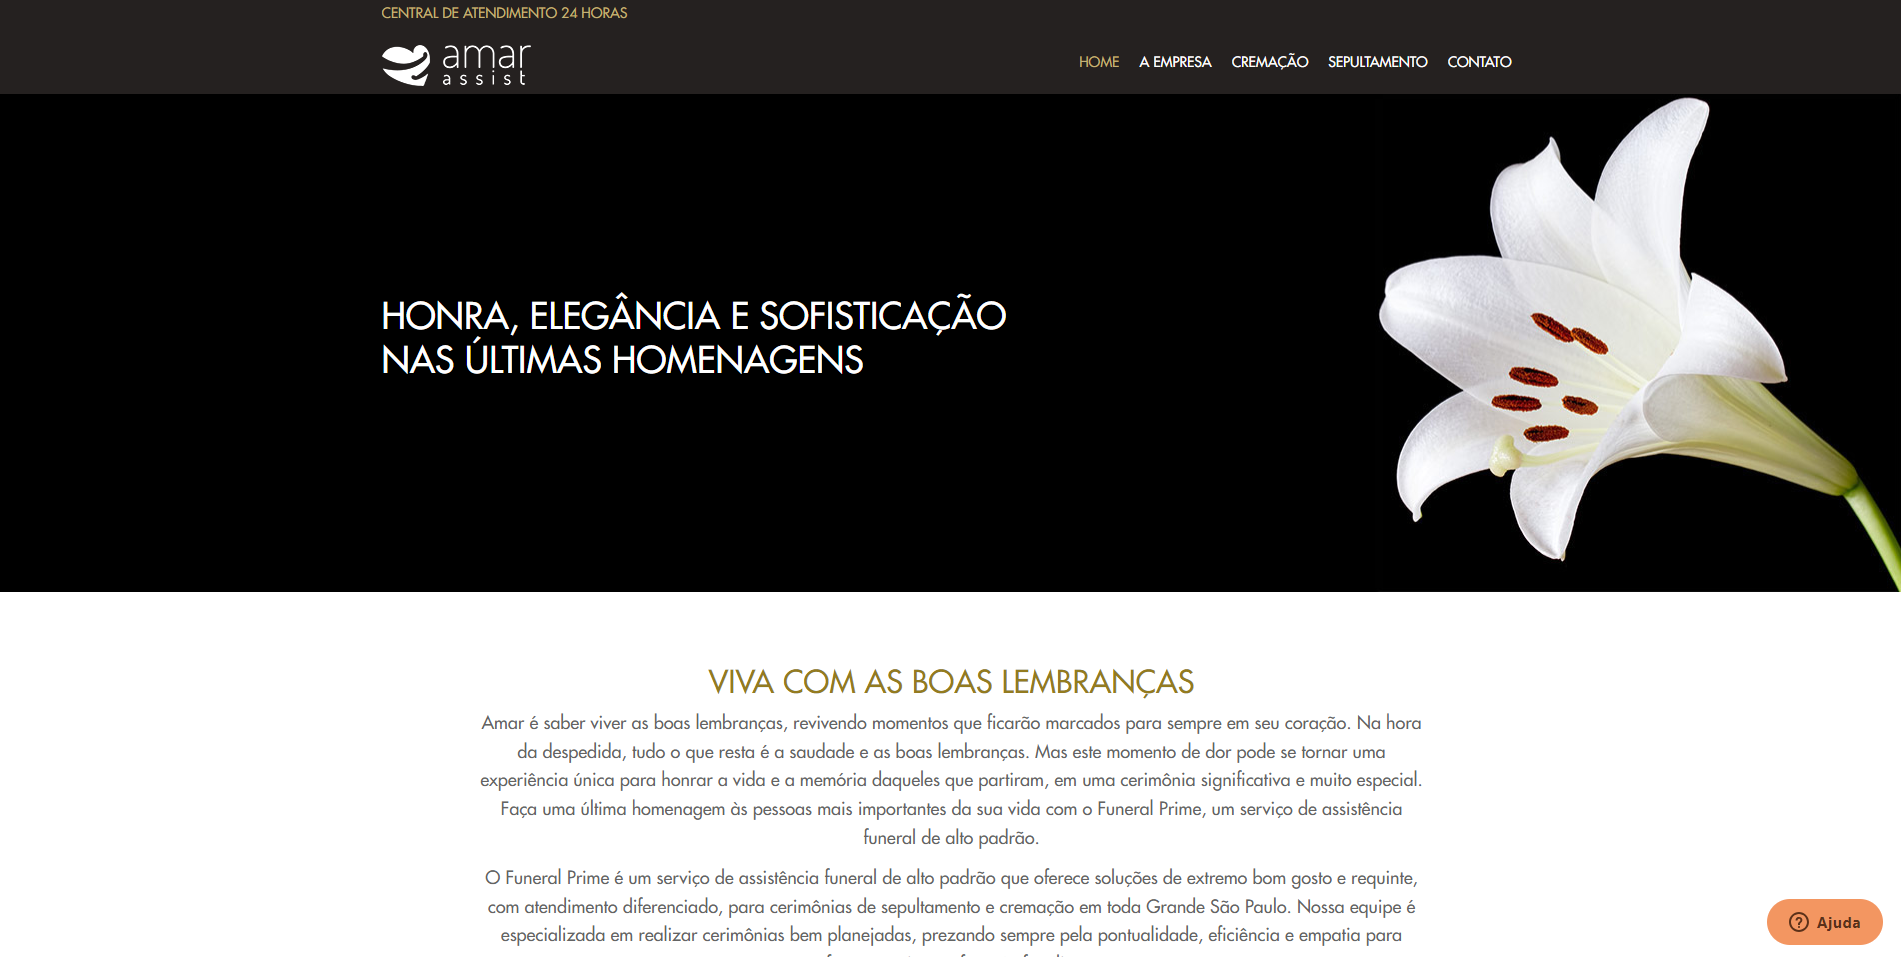 CENTRAL DE ATENDIMENTO 24 HORAS
amar
assist
HOME A EMPRESA CREMAÇÃO SEPULTAMENTO CONTATO
HONRA, ELEGÂNCIA E SOFISTICAÇÃO
NAS ÚLTIMAS HOMENAGENS
VIVA COM AS BOAS LEMBRANÇAS
Amar é saber viver as boas lembranças, revivendo momentos que ficarão marcados para sempre em seu coração. Na hora
da despedida, tudo o que resta é a saudade e as boas lembranças. Mas este momento de dor pode se tornar uma
experiência única para honrar a vida e a memória daqueles que partiram, em uma cerimônia significativa e muito especial.
Faça uma última homenagem às pessoas mais importantes da sua vida com o Funeral Prime, um serviço de assistência
funeral de alto padrão.
O Funeral Prime é um serviço de assistência funeral de alto padrão que oferece soluções de extremo bom gosto e requinte,
com atendimento diferenciado, para cerimônias de sepultamento e cremação em toda Grande São Paulo. Nossa equipe é
especializada em realizar cerimônias bem planejadas, prezando sempre pela pontualidade, eficiência e empatia para
Ajuda